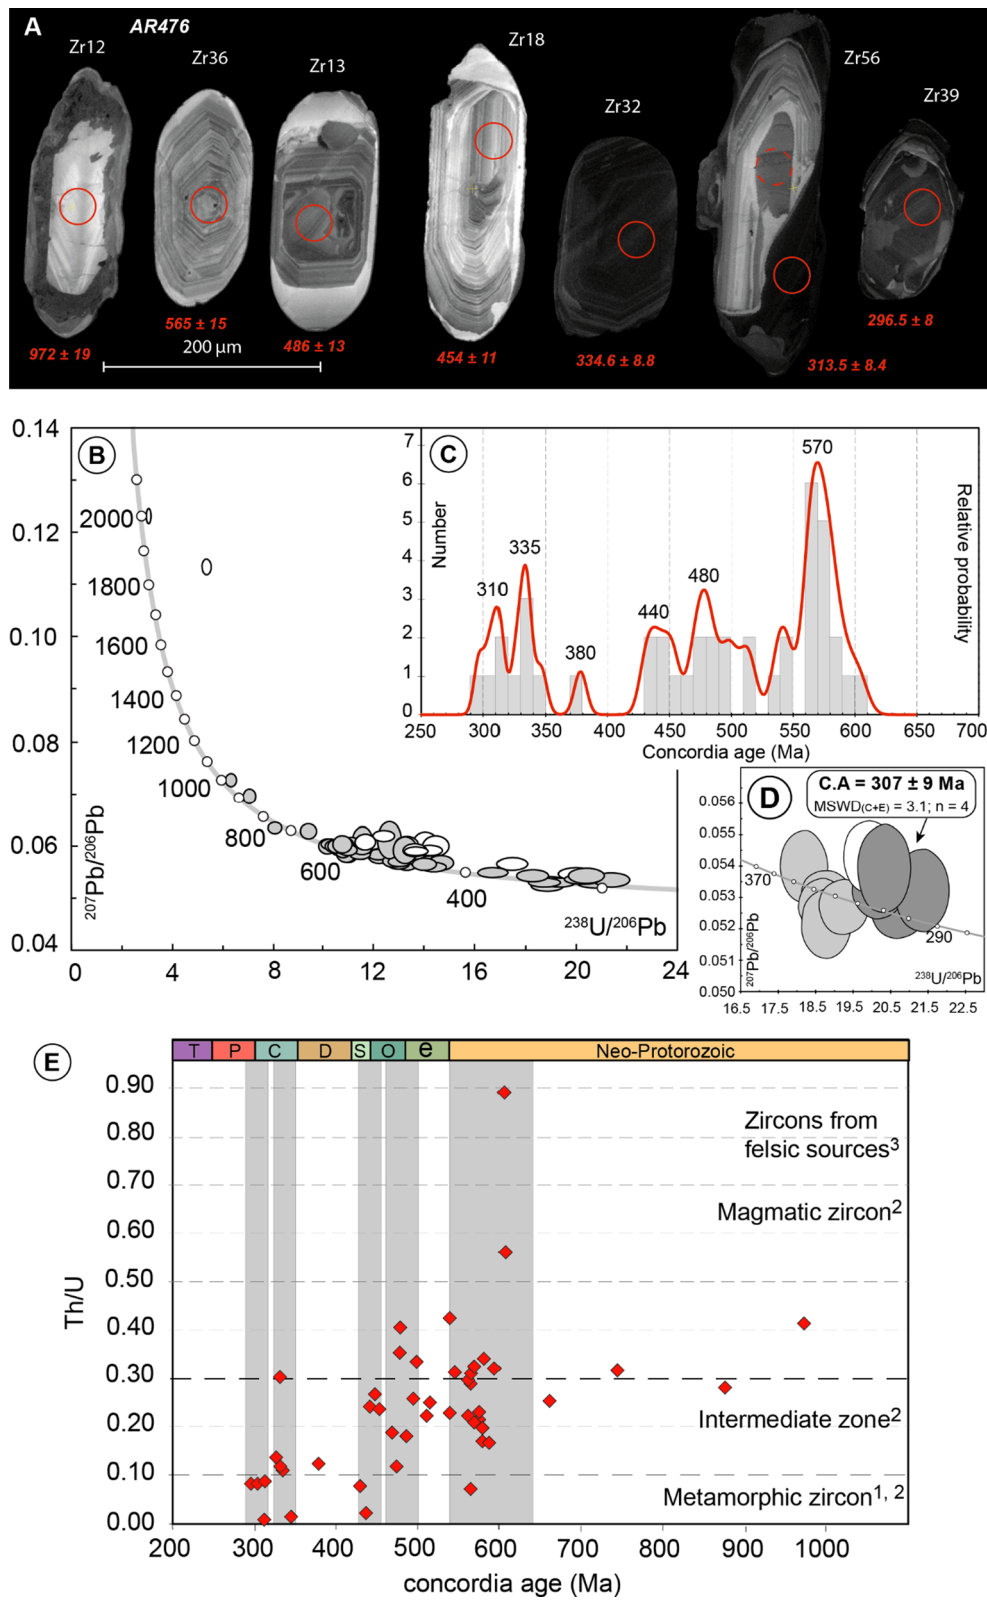 A
AR476
Zr12
Zr36
Zr13
Zr18
Zr32
Zr56
Zr39
972 ± 19
565 ± 15
486 ± 13
454 ± 11
334.6 ± 8.8
313.5 ± 8.4
296.5 ± 8
200 µm
B
0.14
0.12
0.10
0.08
0.06
0.04
2000
1800
1600
1400
1200
1000
800
600
400
207Pb/206Pb
238U/206Pb
0 4 8 12 16 20 24
C
Number
Relative probability
7
6
5
4
3
2
1
0
310
335
380
440
480
570
250 300 350 400 450 500 550 600 650 700
Concordia age (Ma)
D
C.A = 307 ± 9 Ma
MSWD(C+E) = 3.1; n = 4
0.056
0.055
0.054
0.053
0.052
0.051
0.050
370
290
207Pb/206Pb
238U/206Pb
16.5 17.5 18.5 19.5 20.5 21.5 22.5
E
T P C D S O e Neo-Protorozoic
0.90
0.80
0.70
0.60
0.50
0.40
0.30
0.20
0.10
0.00
Th/U
Zircons from
felsic sources3
Magmatic zircon2
Intermediate zone2
Metamorphic zircon1, 2
200 300 400 500 600 700 800 900 1000
concordia age (Ma)